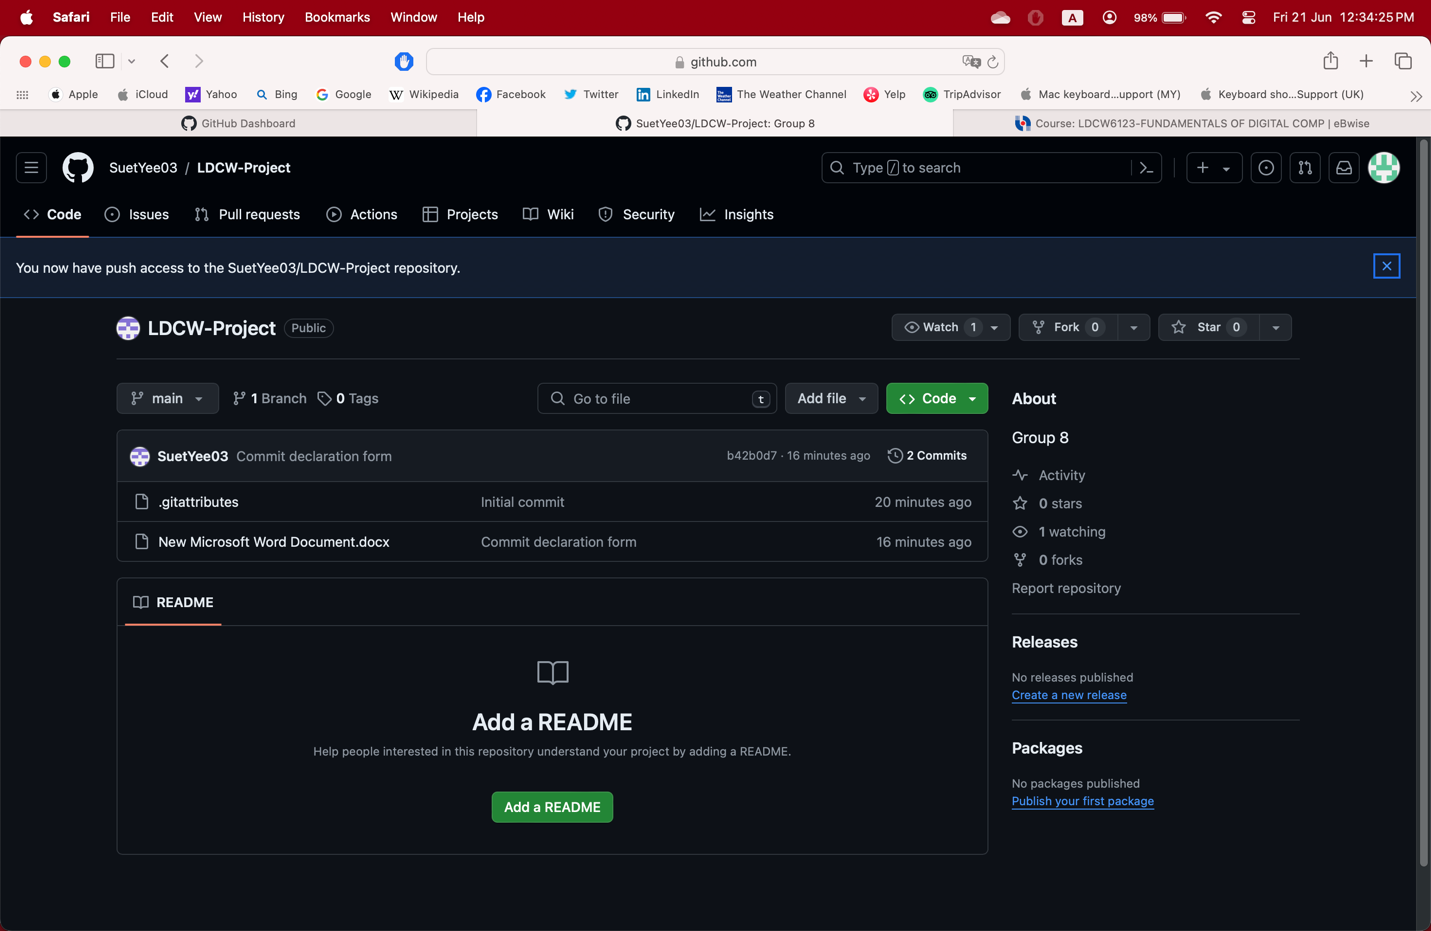 Safari File Edit View History Bookmarks Window Help A 98% Fri 21 Jun 12:34:25 PM
github.com
Apple iCloud Yahoo Bing Google Wikipedia Facebook Twitter LinkedIn The Weather Channel Yelp TripAdvisor Mac keyboard...upport (MY) Keyboard sho...Support (UK)
GitHub Dashboard SuetYee03/LDCW-Project: Group 8 Course: LDCW6123-FUNDAMENTALS OF DIGITAL COMP | eBwise
SuetYee03 / LDCW-Project Type / to search
Code Issues Pull requests Actions Projects Wiki Security Insights
You now have push access to the SuetYee03/LDCW-Project repository.
LDCW-Project Public Watch 1 Fork 0 Star 0
main 1 Branch 0 Tags Go to file t Add file Code
SuetYee03 Commit declaration form b42b0d7 · 16 minutes ago 2 Commits
.gitattributes Initial commit 20 minutes ago
New Microsoft Word Document.docx Commit declaration form 16 minutes ago
README
Add a README
Help people interested in this repository understand your project by adding a README.
Add a README
About
Group 8
Activity
0 stars
1 watching
0 forks
Report repository
Releases
No releases published
Create a new release
Packages
No packages published
Publish your first package